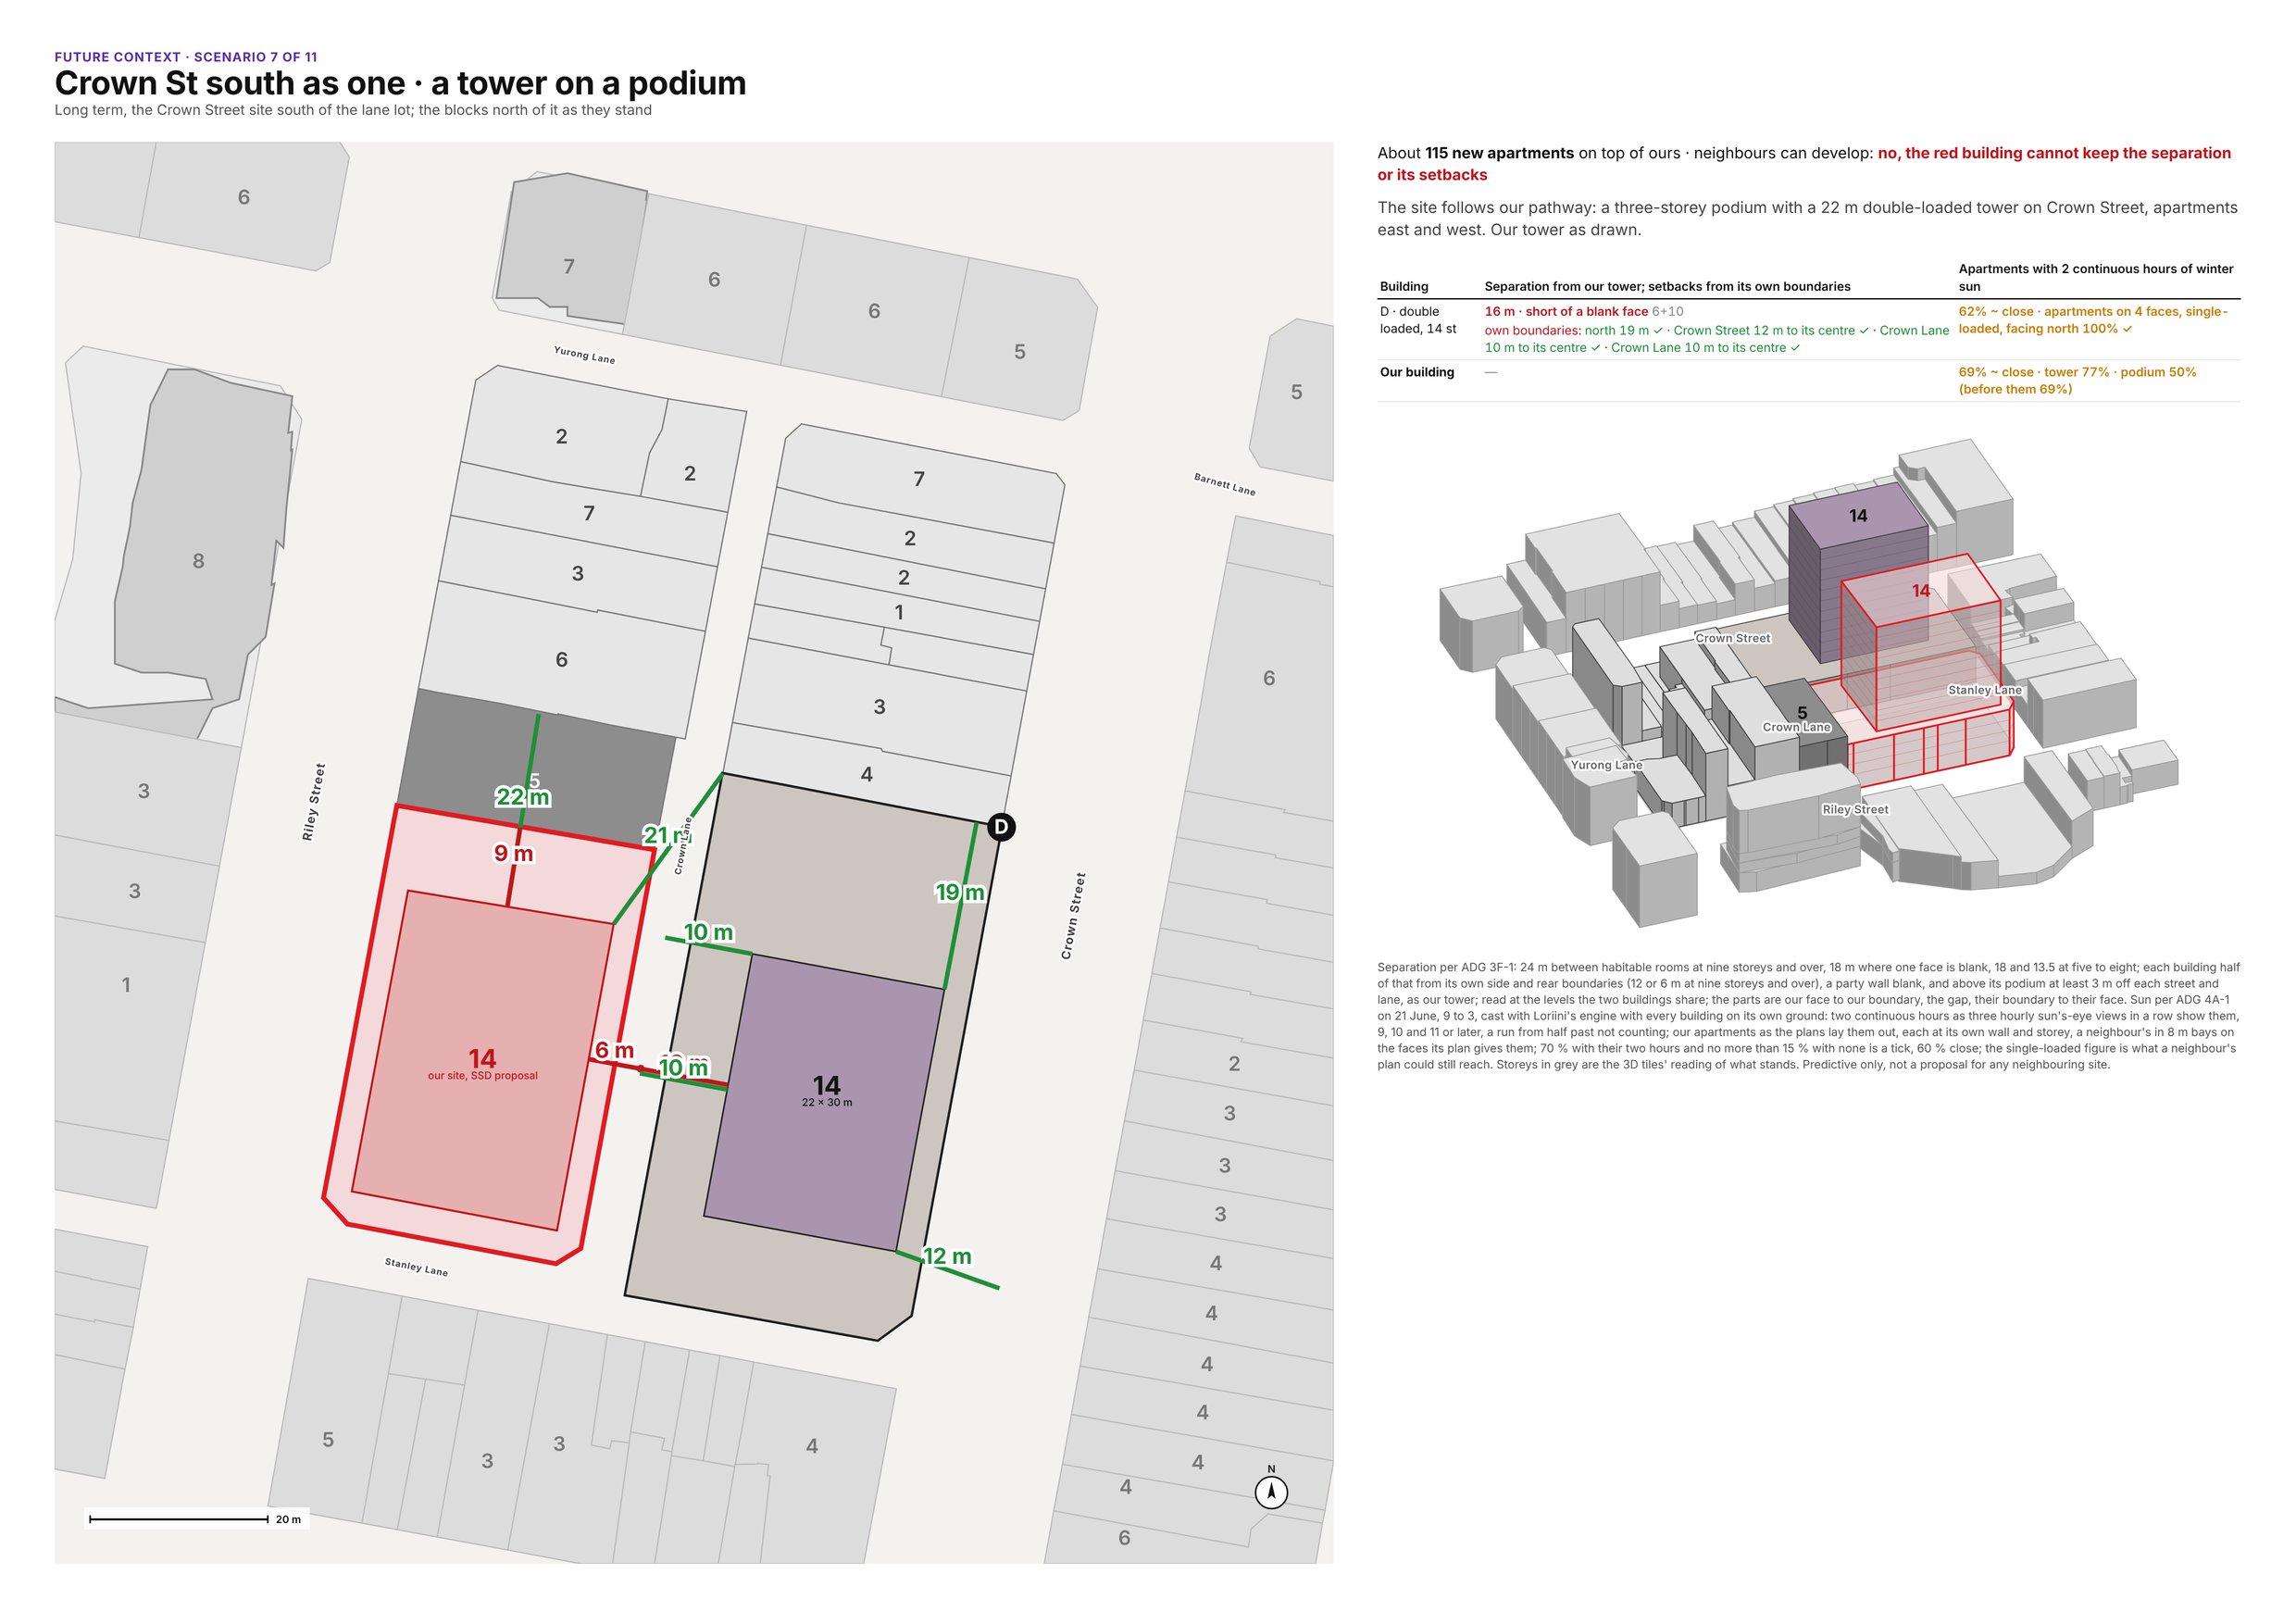 FUTURE CONTEXT · SCENARIO 7 OF 11
Crown St south as one · a tower on a podium
Long term, the Crown Street site south of the lane lot; the blocks north of it as they stand
6
7
6
6
5
5
Yurong Lane
Barnett Lane
2
2
7
3
6
7
2
2
1
3
4
8
6
3
3
1
Riley Street
5
22 m
9 m
21 m
Crown Lane
D
19 m
10 m
Crown Street
6 m
10 m
14
our site, SSD proposal
14
22 × 30 m
12 m
Stanley Lane
2
3
3
3
4
4
4
4
4
4
6
5
3
3
4
N
20 m
About 115 new apartments on top of ours · neighbours can develop: no, the red building cannot keep the separation
or its setbacks
The site follows our pathway: a three-storey podium with a 22 m double-loaded tower on Crown Street, apartments
east and west. Our tower as drawn.
Building
Separation from our tower; setbacks from its own boundaries
Apartments with 2 continuous hours of winter
sun
D · double
loaded, 14 st
16 m · short of a blank face 6+10
own boundaries: north 19 m ✓ · Crown Street 12 m to its centre ✓ · Crown Lane
10 m to its centre ✓ · Crown Lane 10 m to its centre ✓
62% ~ close · apartments on 4 faces, single-
loaded, facing north 100% ✓
Our building
—
69% ~ close · tower 77% · podium 50%
(before them 69%)
14
14
Crown Street
Stanley Lane
5
Crown Lane
Yurong Lane
Riley Street
Separation per ADG 3F-1: 24 m between habitable rooms at nine storeys and over, 18 m where one face is blank, 18 and 13.5 at five to eight; each building half
of that from its own side and rear boundaries (12 or 6 m at nine storeys and over), a party wall blank, and above its podium at least 3 m off each street and
lane, as our tower; read at the levels the two buildings share; the parts are our face to our boundary, the gap, their boundary to their face. Sun per ADG 4A-1
on 21 June, 9 to 3, cast with Loriini's engine with every building on its own ground: two continuous hours as three hourly sun's-eye views in a row show them,
9, 10 and 11 or later, a run from half past not counting; our apartments as the plans lay them out, each at its own wall and storey, a neighbour's in 8 m bays on
the faces its plan gives them; 70 % with their two hours and no more than 15 % with none is a tick, 60 % close; the single-loaded figure is what a neighbour's
plan could still reach. Storeys in grey are the 3D tiles' reading of what stands. Predictive only, not a proposal for any neighbouring site.